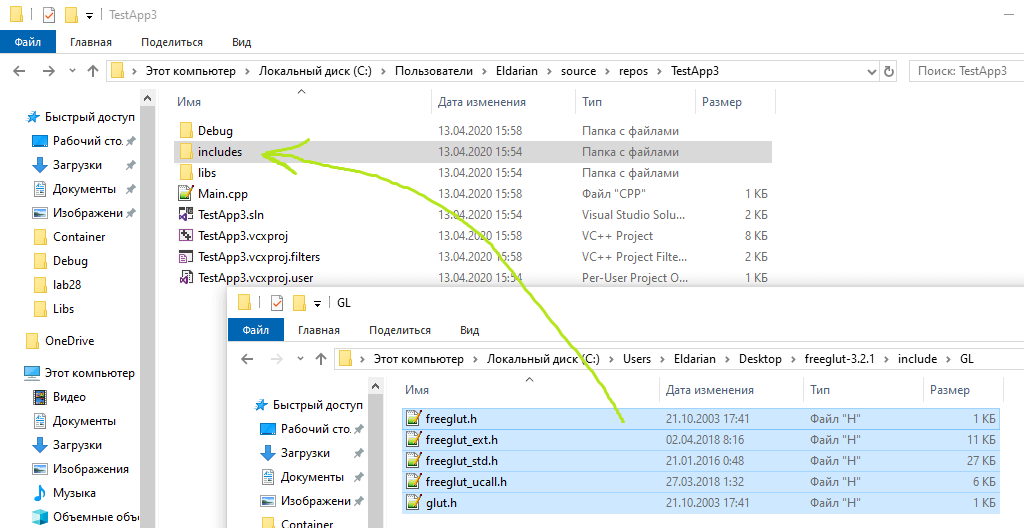 TestApp3
Файл Главная Поделиться Вид
Этот компьютер Локальный диск (C:) Пользователи Eldarian source repos TestApp3 Поиск: TestApp3
Имя Дата изменения Тип Размер
Быстрый доступ
Рабочий сто.
Загрузки
Документы
Изображени
Container
Debug
lab28
Libs
OneDrive
Этот компьютер
Видео
Документы
Загрузки
Изображения
Музыка
Объемные объ
Debug 13.04.2020 15:58 Папка с файлами
includes 13.04.2020 15:54 Папка с файлами
libs 13.04.2020 15:54 Папка с файлами
Main.cpp 13.04.2020 15:58 Файл "CPP" 1 КБ
TestApp3.sln 13.04.2020 15:54 Visual Studio Solu... 2 КБ
TestApp3.vcxproj 13.04.2020 15:58 VC++ Project 8 КБ
TestApp3.vcxproj.filters 13.04.2020 15:58 VC++ Project Filte... 2 КБ
TestApp3.vcxproj.user 13.04.2020 15:54 Per-User Project O... 1 КБ
GL
Файл Главная Поделиться Вид
Этот компьютер Локальный диск (C:) Users Eldarian Desktop freeglut-3.2.1 include GL
Имя Дата изменения Тип Размер
Быстрый доступ
Рабочий сто.
Загрузки
Документы
Изображени
Container
freeglut.h 21.10.2003 17:41 Файл "H" 1 КБ
freeglut_ext.h 02.04.2018 8:16 Файл "H" 11 КБ
freeglut_std.h 21.01.2016 0:48 Файл "H" 27 КБ
freeglut_ucall.h 27.03.2018 1:32 Файл "H" 6 КБ
glut.h 21.10.2003 17:41 Файл "H" 1 КБ